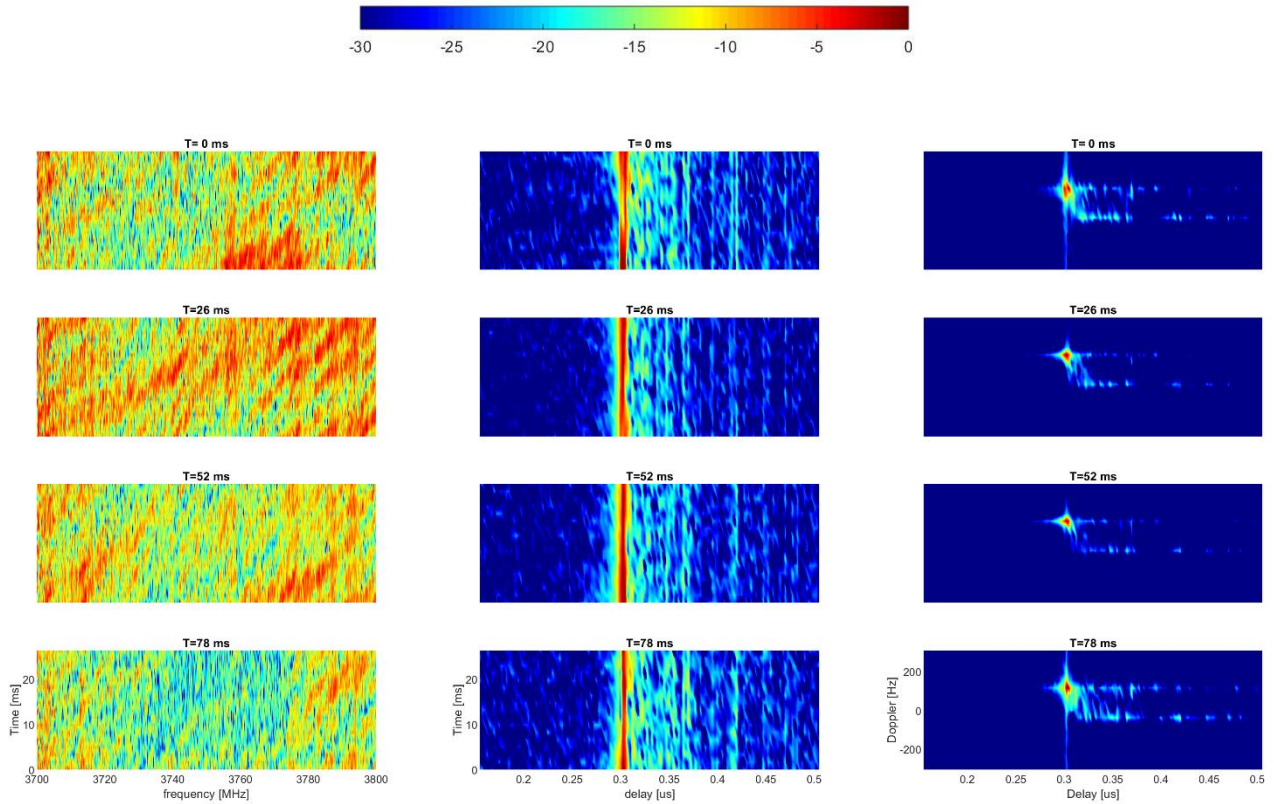 -30 -25 -20 -15 -10 -5 0
T= 0 ms T= 0 ms T= 0 ms
T=26 ms T=26 ms T=26 ms
T=52 ms T=52 ms T=52 ms
T=78 ms T=78 ms T=78 ms
Time [ms]
20
10
0
3700 3720 3740 3760 3780 3800
frequency [MHz]
Time [ms]
20
10
0
0.2 0.25 0.3 0.35 0.4 0.45 0.5
delay [us]
Doppler [Hz]
200
0
-200
0.2 0.25 0.3 0.35 0.4 0.45 0.5
Delay [us]